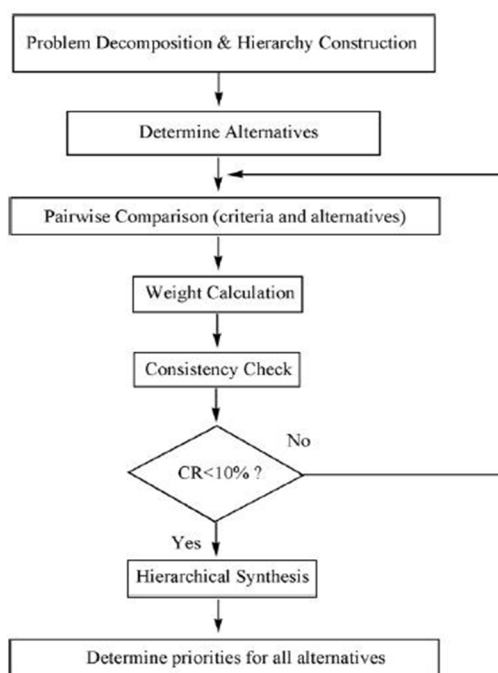 Problem Decomposition & Hierarchy Construction
Determine Alternatives
Pairwise Comparison (criteria and alternatives)
Weight Calculation
Consistency Check
No
CR<10% ?
Yes
Hierarchical Synthesis
Determine priorities for all alternatives